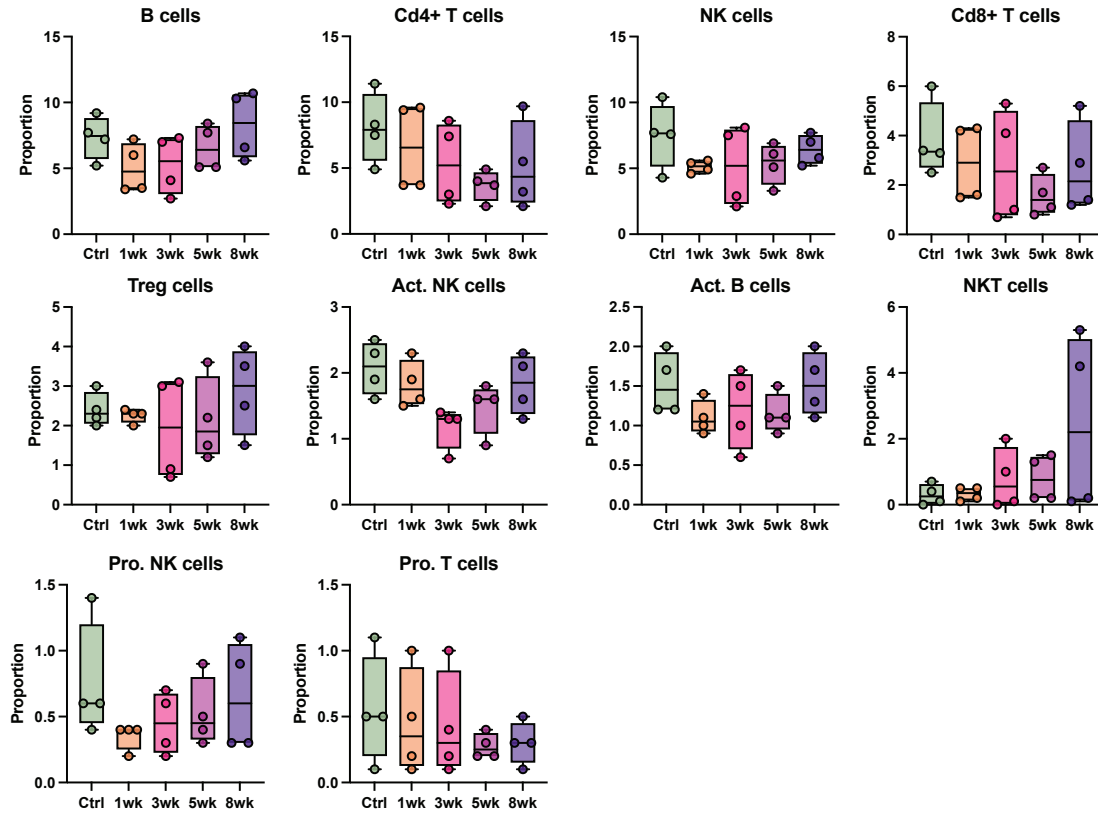 B cells
Proportion
15
10
5
0
Ctrl 1wk 3wk 5wk 8wk
Cd4+ T cells
Proportion
15
10
5
0
Ctrl 1wk 3wk 5wk 8wk
NK cells
Proportion
15
10
5
0
Ctrl 1wk 3wk 5wk 8wk
Cd8+ T cells
Proportion
8
6
4
2
0
Ctrl 1wk 3wk 5wk 8wk
Treg cells
Proportion
5
4
3
2
1
0
Ctrl 1wk 3wk 5wk 8wk
Act. NK cells
Proportion
3
2
1
0
Ctrl 1wk 3wk 5wk 8wk
Act. B cells
Proportion
2.5
2.0
1.5
1.0
0.5
0.0
Ctrl 1wk 3wk 5wk 8wk
NKT cells
Proportion
6
4
2
0
Ctrl 1wk 3wk 5wk 8wk
Pro. NK cells
Proportion
1.5
1.0
0.5
0.0
Ctrl 1wk 3wk 5wk 8wk
Pro. T cells
Proportion
1.5
1.0
0.5
0.0
Ctrl 1wk 3wk 5wk 8wk